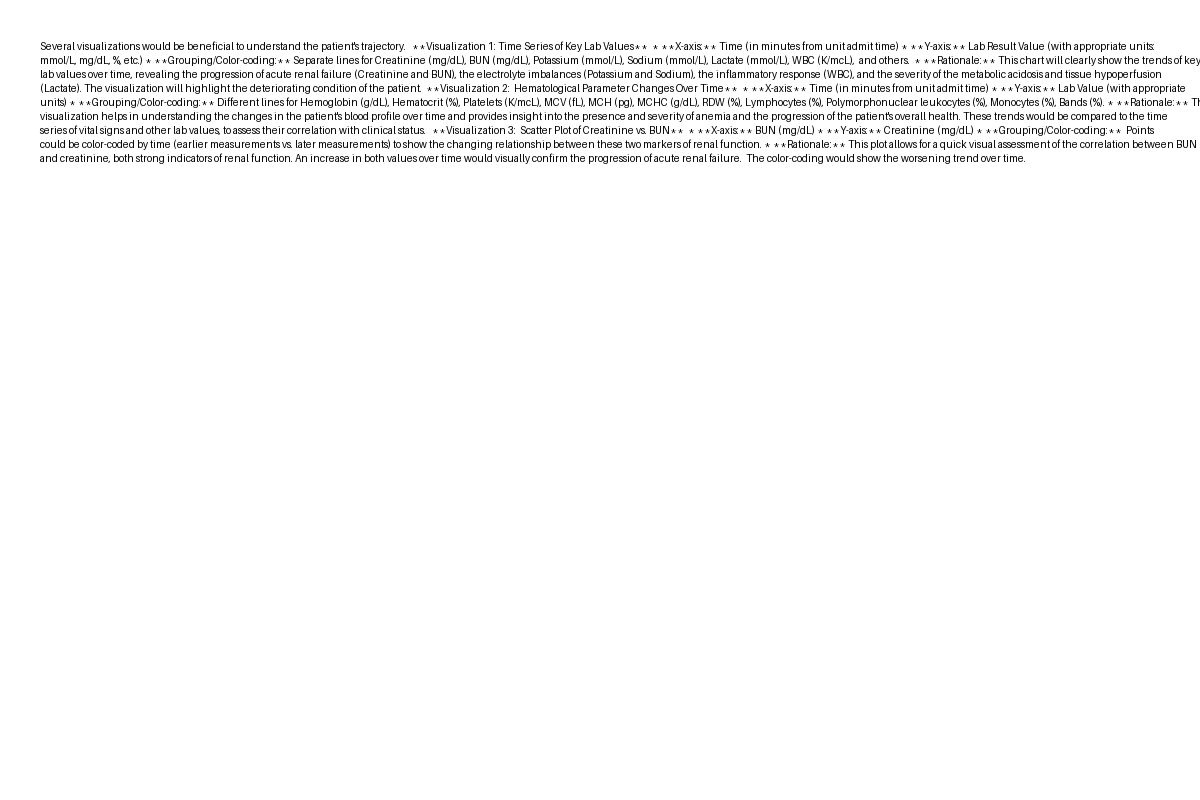 Several visualizations would be beneficial to understand the patient's trajectory.   **Visualization 1: Time Series of Key Lab Values**   * **X-axis:** Time (in minutes from unit admit time) * **Y-axis:** Lab Result Value (with appropriate units:
mmol/L, mg/dL, %, etc.) * **Grouping/Color-coding:** Separate lines for Creatinine (mg/dL), BUN (mg/dL), Potassium (mmol/L), Sodium (mmol/L), Lactate (mmol/L), WBC (K/mcL),  and others.  * **Rationale:** This chart will clearly show the trends of key
lab values over time, revealing the progression of acute renal failure (Creatinine and BUN), the electrolyte imbalances (Potassium and Sodium), the inflammatory response (WBC), and the severity of the metabolic acidosis and tissue hypoperfusion
(Lactate). The visualization will highlight the deteriorating condition of the patient.  **Visualization 2:  Hematological Parameter Changes Over Time**  * **X-axis:** Time (in minutes from unit admit time) * **Y-axis:** Lab Value (with appropriate
units) * **Grouping/Color-coding:** Different lines for Hemoglobin (g/dL), Hematocrit (%), Platelets (K/mcL), MCV (fL), MCH (pg), MCHC (g/dL), RDW (%), Lymphocytes (%), Polymorphonuclear leukocytes (%), Monocytes (%), Bands (%). * **Rationale:**
visualization helps in understanding the changes in the patient's blood profile over time and provides insight into the presence and severity of anemia and the progression of the patient's overall health. These trends would be compared to the time
series of vital signs and other lab values, to assess their correlation with clinical status.   **Visualization 3:  Scatter Plot of Creatinine vs. BUN**  * **X-axis:** BUN (mg/dL) * **Y-axis:** Creatinine (mg/dL) * **Grouping/Color-coding:**  Points
could be color-coded by time (earlier measurements vs. later measurements) to show the changing relationship between these two markers of renal function. * **Rationale:** This plot allows for a quick visual assessment of the correlation between BUN
and creatinine, both strong indicators of renal function. An increase in both values over time would visually confirm the progression of acute renal failure.  The color-coding would show the worsening trend over time.